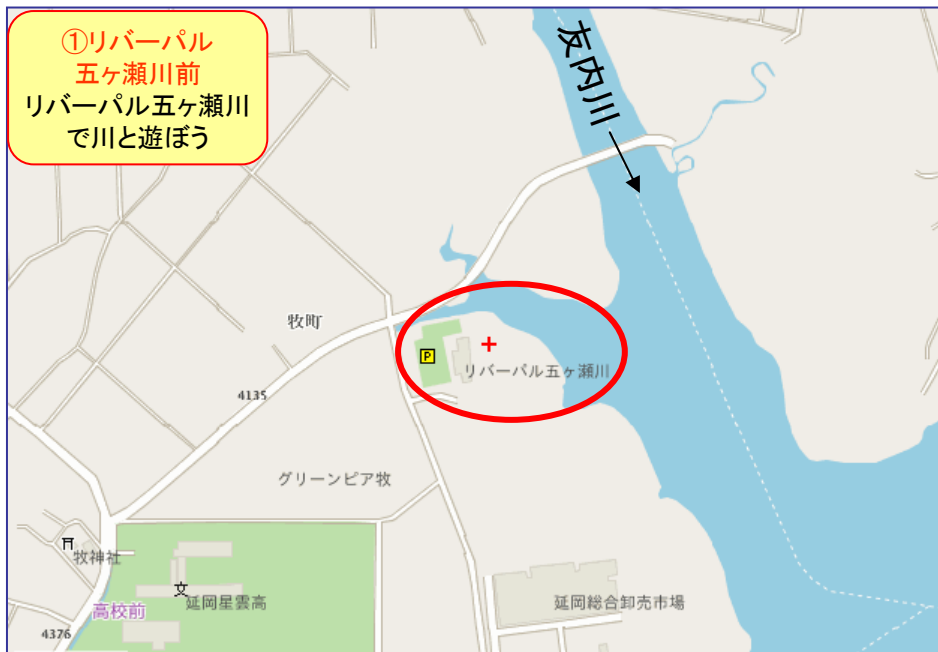 ①リバーパル
五ヶ瀬川前
リバーパル五ヶ瀬川
で川と遊ぼう
友内川
牧町
P
リバーパル五ヶ瀬川
4135
グリーンピア牧
牧神社
文
延岡星雲高
高校前
延岡総合卸売市場
4376